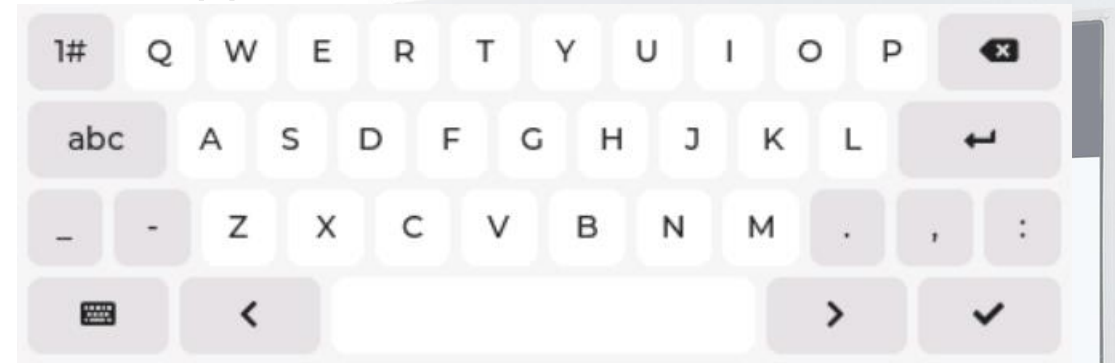 1# Q W E R T Y U I O P
abc A S D F G H J K L
_ - Z X C V B N M . , :